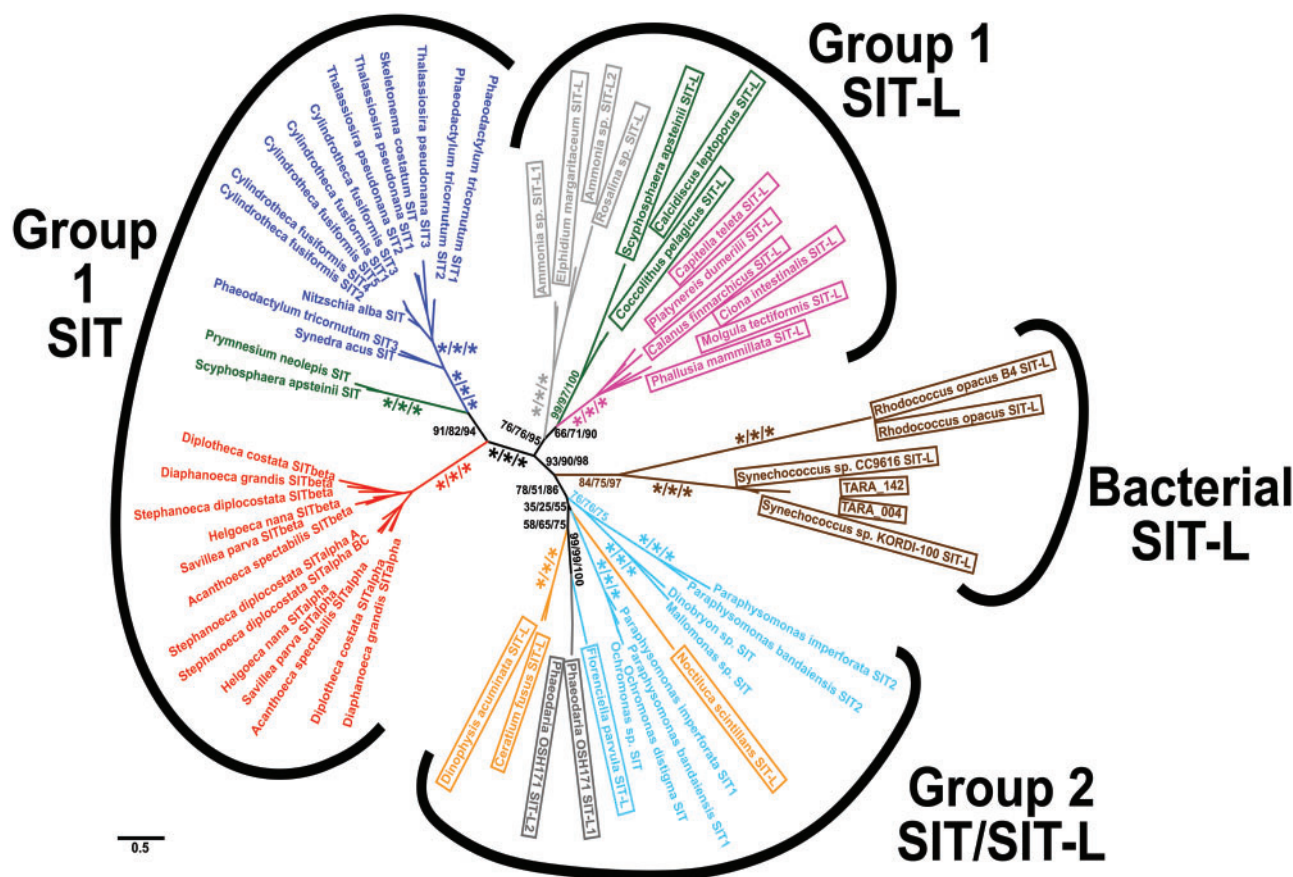 Group 1
SIT-L
Group
1
SIT
Bacterial
SIT-L
Group 2
SIT/SIT-L
Cylindrotheca fusiformis SIT2
Cylindrotheca fusiformis SIT1
Cylindrotheca fusiformis SIT3
Thalassiosira pseudonana SIT2
Thalassiosira pseudonana SIT1
Skeletonema costatum SIT
Thalassiosira pseudonana SIT3
Phaeodactylum tricornutum SIT2
Phaeodactylum tricornutum SIT1
Nitzschia alba SIT
Phaeodactylum tricornutum SIT3
Synedra acus SIT
Prymnesium neolepis SIT
Scyphosphaera apsteinii SIT
Diplotheca costata SITbeta
Diaphanoeca grandis SITbeta
Stephanoeca diplocostata SITbeta
Helgoeca nana SITbeta
Savillea parva SITbeta
Acanthoeca spectabilis SITbeta
Stephanoeca diplocostata SITalpha A
Stephanoeca diplocostata SITalpha BC
Helgoeca nana SITalpha
Savillea parva SITalpha
Acanthoeca spectabilis SITalpha
Diplotheca costata SITalpha
Diaphanoeca grandis SITalpha
Ammonia sp. SIT-L1
Elphidium margaritaceum SIT-L
Ammonia sp. SIT-L2
Rosalina sp. SIT-L
Scyphosphaera apsteinii SIT-L
Calcidiscus leptoporus SIT-L
Coccolithus pelagicus SIT-L
Capitella teleta SIT-L
Platynereis dumerilii SIT-L
Calanus finmarchicus SIT-L
Ciona intestinalis SIT-L
Molgula tectiformis SIT-L
Phallusia mammillata SIT-L
Rhodococcus opacus B4 SIT-L
Rhodococcus opacus SIT-L
Synechococcus sp. CC9616 SIT-L
TARA_142
TARA_004
Synechococcus sp. KORDI-100 SIT-L
Paraphysomonas imperforata SIT2
Paraphysomonas bandaiensis SIT2
Dinobryon sp. SIT
Mallomonas sp. SIT
Noctiluca scintillans SIT-L
Paraphysomonas imperforata SIT1
Paraphysomonas bandaiensis SIT1
Ochromonas distigma SIT
Ochromonas sp. SIT
Florenciella parvula SIT-L
Phaeodaria OSH171 SIT-L1
Phaeodaria OSH171 SIT-L2
Ceratium fusus SIT-L
Dinophysis acuminata SIT-L
*/*/*
*/*/*
*/*/*
91/82/94
*/*/*
*/*/*
76/76/95
*/*/*
99/97/100
*/*/*
66/71/90
93/90/98
84/75/97
*/*/*
*/*/*
78/51/86
35/25/55
58/65/75
76/76/75
*/*/*
*/*/*
*/*/*
99/99/100
*/*/*
0.5